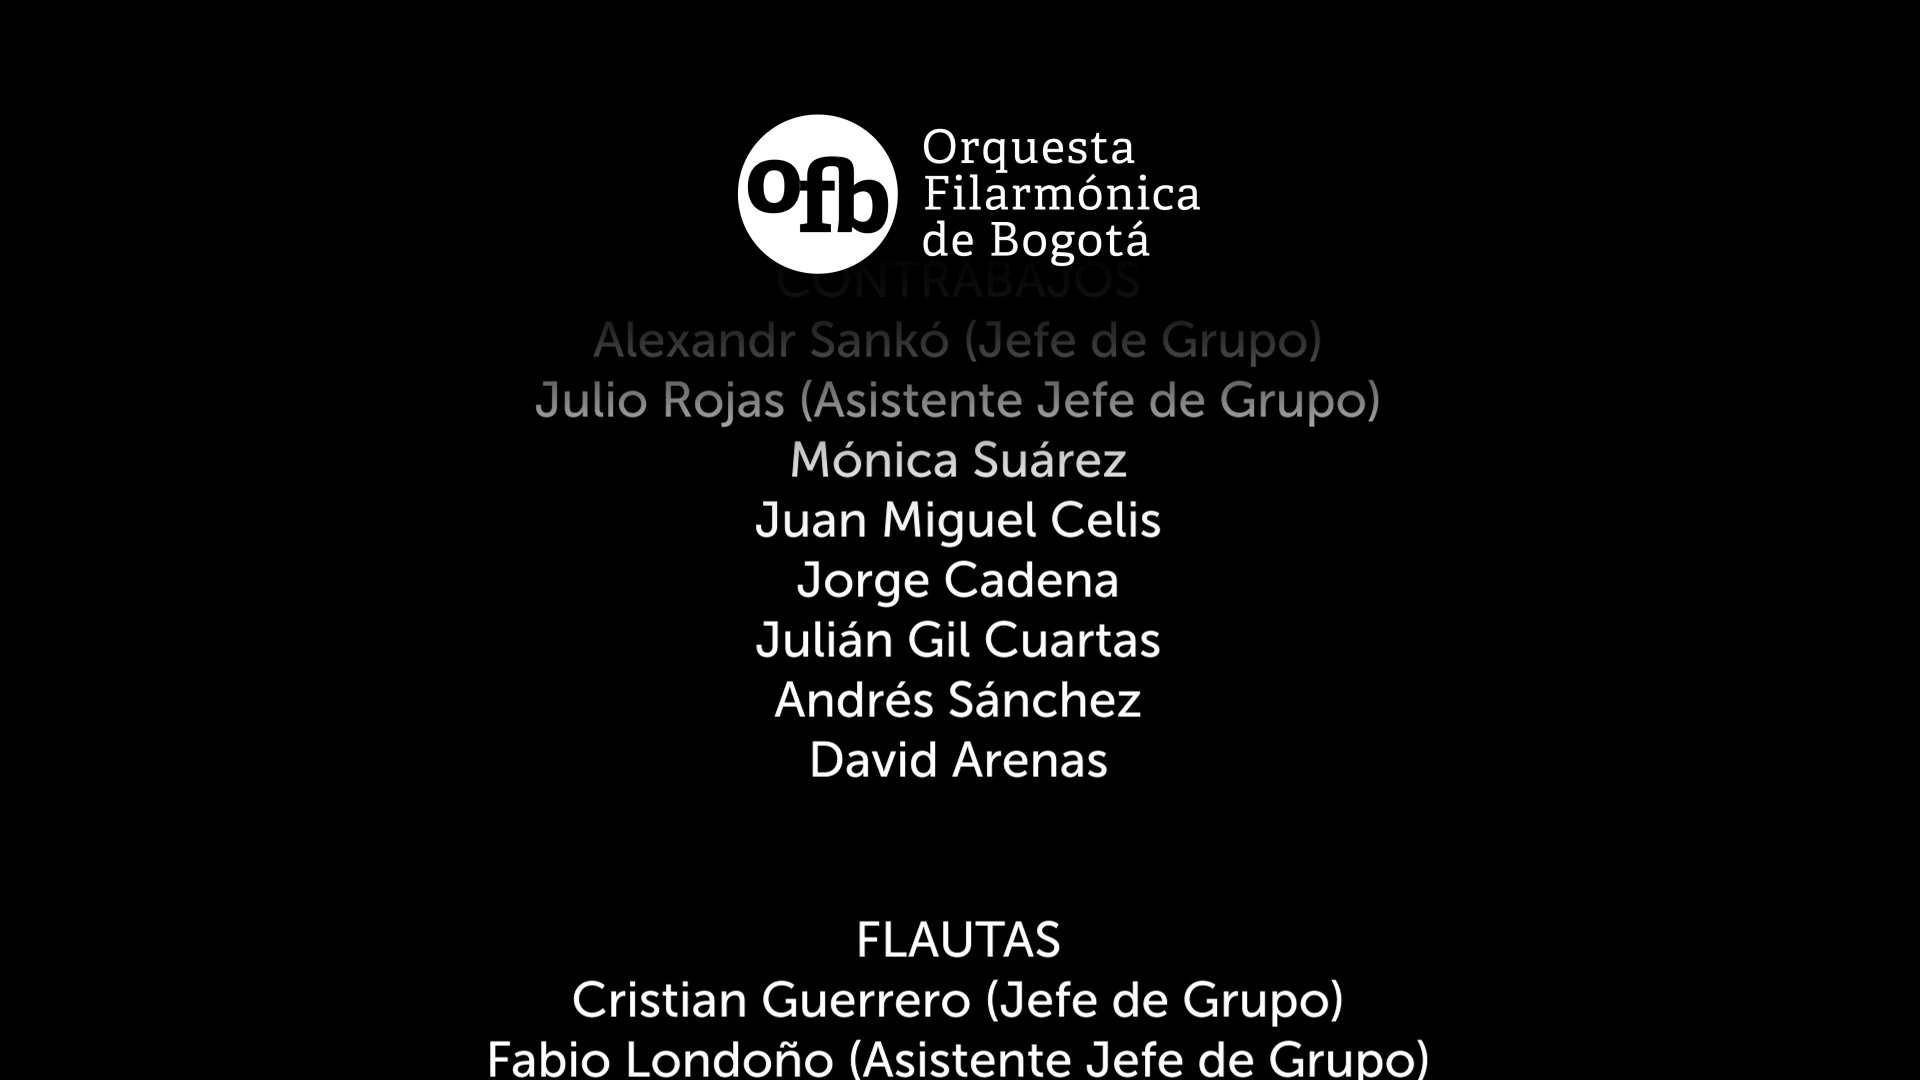 ofb
Orquesta
Filarmónica
de Bogotá
CONTRABAJOS
Alexandr Sankó (Jefe de Grupo)
Julio Rojas (Asistente Jefe de Grupo)
Mónica Suárez
Juan Miguel Celis
Jorge Cadena
Julián Gil Cuartas
Andrés Sánchez
David Arenas
FLAUTAS
Cristian Guerrero (Jefe de Grupo)
Fabio Londoño (Asistente Jefe de Grupo)